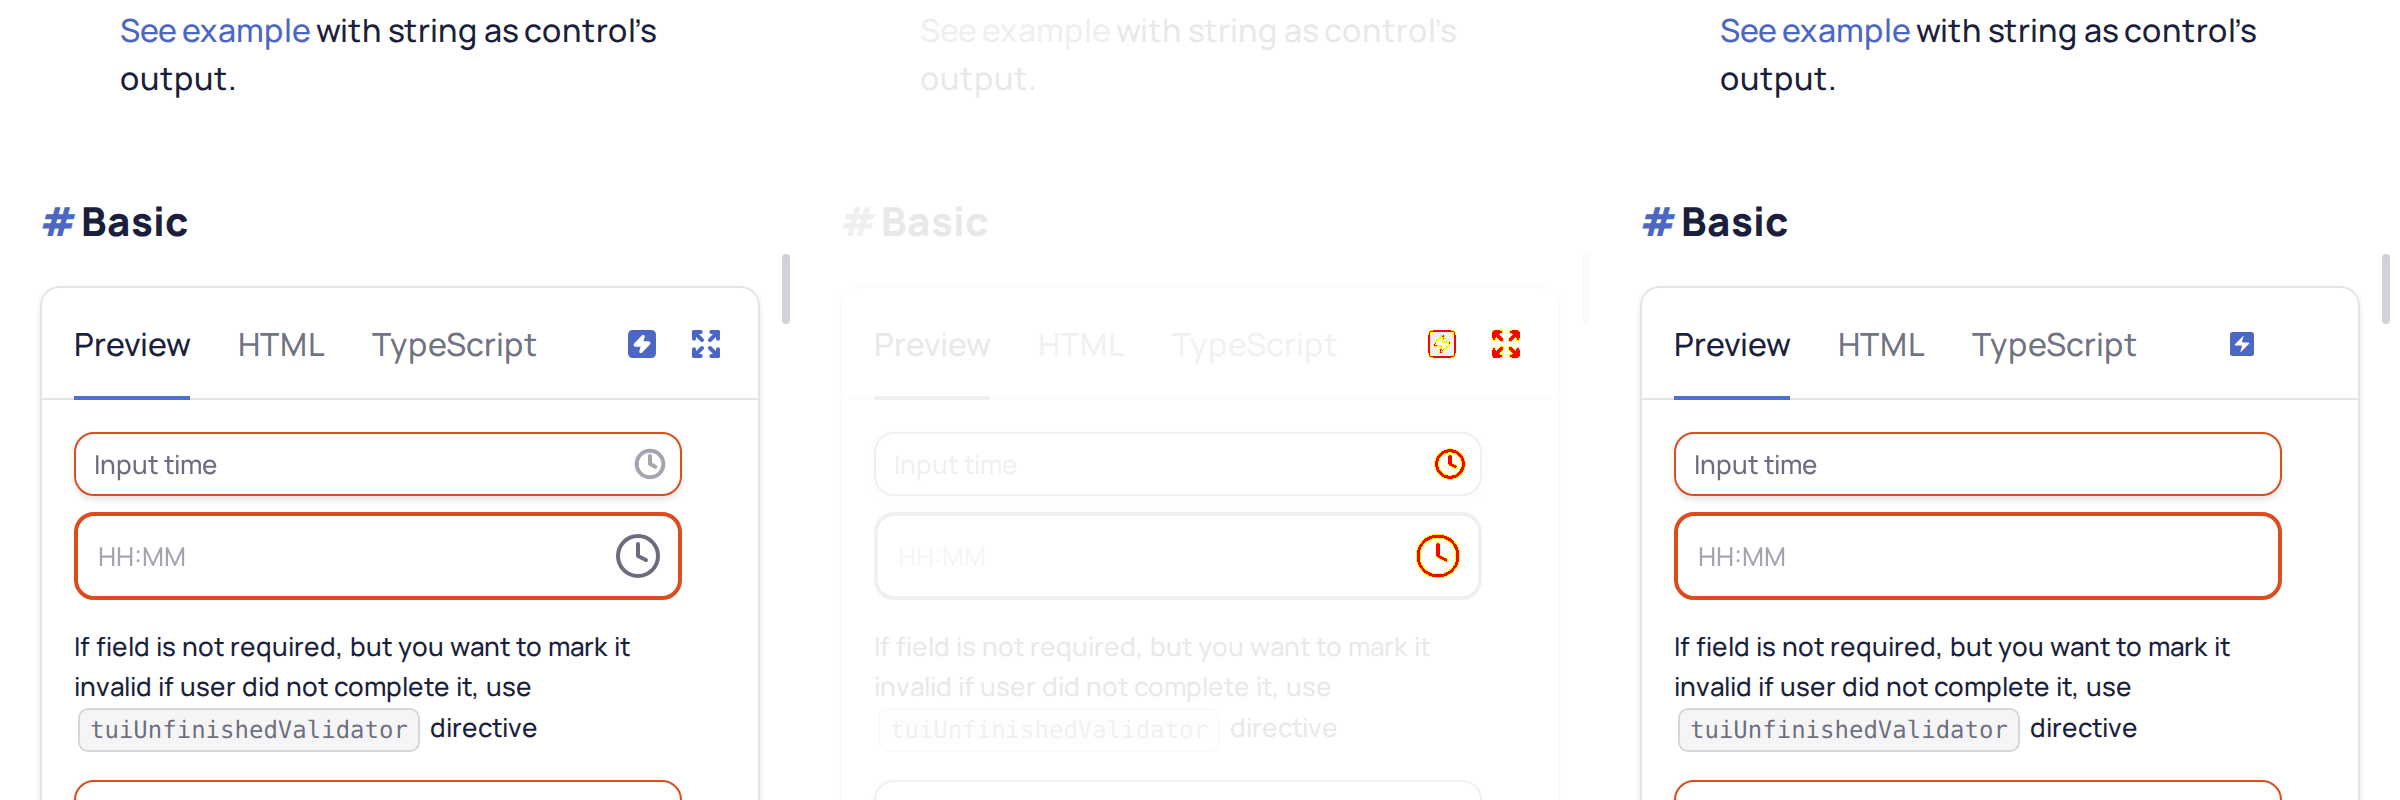 See example with string as control's
output.
# Basic
Preview HTML TypeScript
Input time
HH:MM
If field is not required, but you want to mark it
invalid if user did not complete it, use
tuiUnfinishedValidator directive
See example with string as control's
output.
# Basic
Preview HTML TypeScript
Input time
HH:MM
If field is not required, but you want to mark it
invalid if user did not complete it, use
tuiUnfinishedValidator directive
See example with string as control's
output.
# Basic
Preview HTML TypeScript
Input time
HH:MM
If field is not required, but you want to mark it
invalid if user did not complete it, use
tuiUnfinishedValidator directive